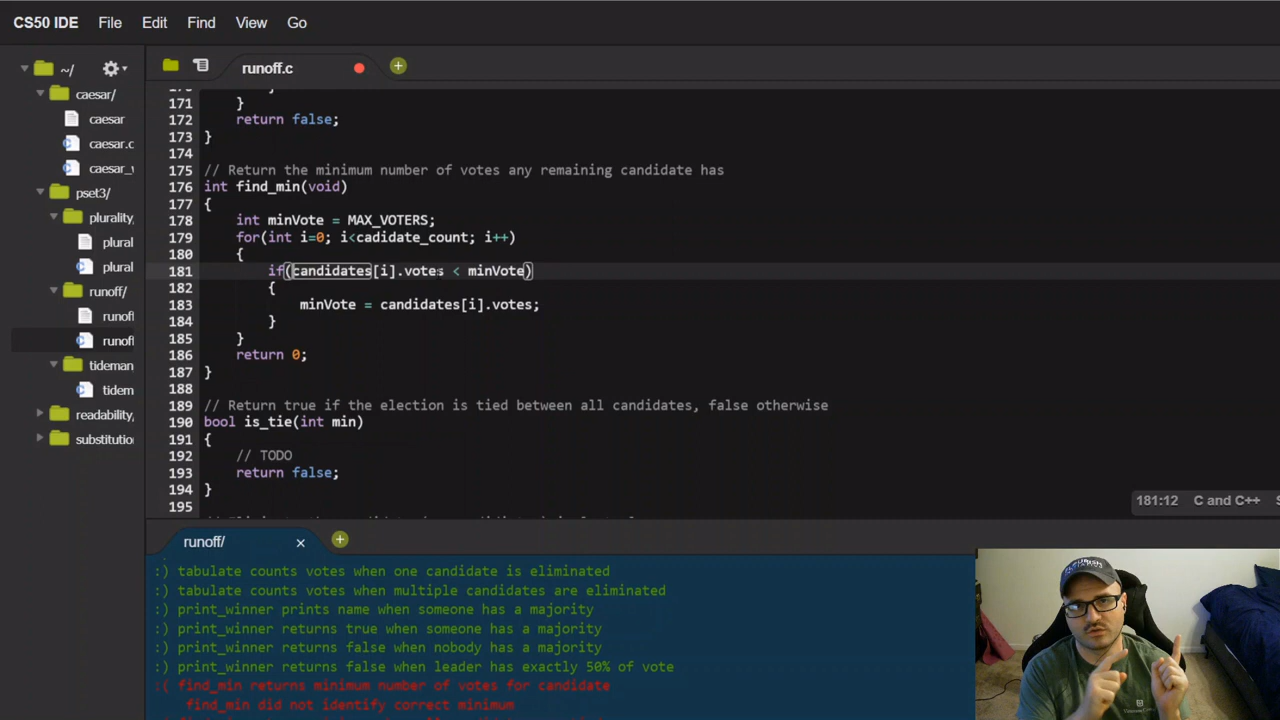 CS50 IDE File Edit Find View Go
runoff.c
~/
caesar/
caesar
caesar.c
caesar_v
pset3/
plurality,
plural
plural
runoff/
runoff
runoff
tideman
tidem
readability,
substitution
171 }
172 return false;
173 }
174
175 // Return the minimum number of votes any remaining candidate has
176 int find_min(void)
177 {
178 int minVote = MAX_VOTERS;
179 for(int i=0; i<cadidate_count; i++)
180 {
181 if(candidates[i].votes < minVote)
182 {
183 minVote = candidates[i].votes;
184 }
185 }
186 return 0;
187 }
188
189 // Return true if the election is tied between all candidates, false otherwise
190 bool is_tie(int min)
191 {
192 // TODO
193 return false;
194 }
195
181:12 C and C++
runoff/
:) tabulate counts votes when one candidate is eliminated
:) tabulate counts votes when multiple candidates are eliminated
:) print_winner prints name when someone has a majority
:) print_winner returns true when someone has a majority
:) print_winner returns false when nobody has a majority
:) print_winner returns false when leader has exactly 50% of vote
:( find_min returns minimum number of votes for candidate
find_min did not identify correct minimum